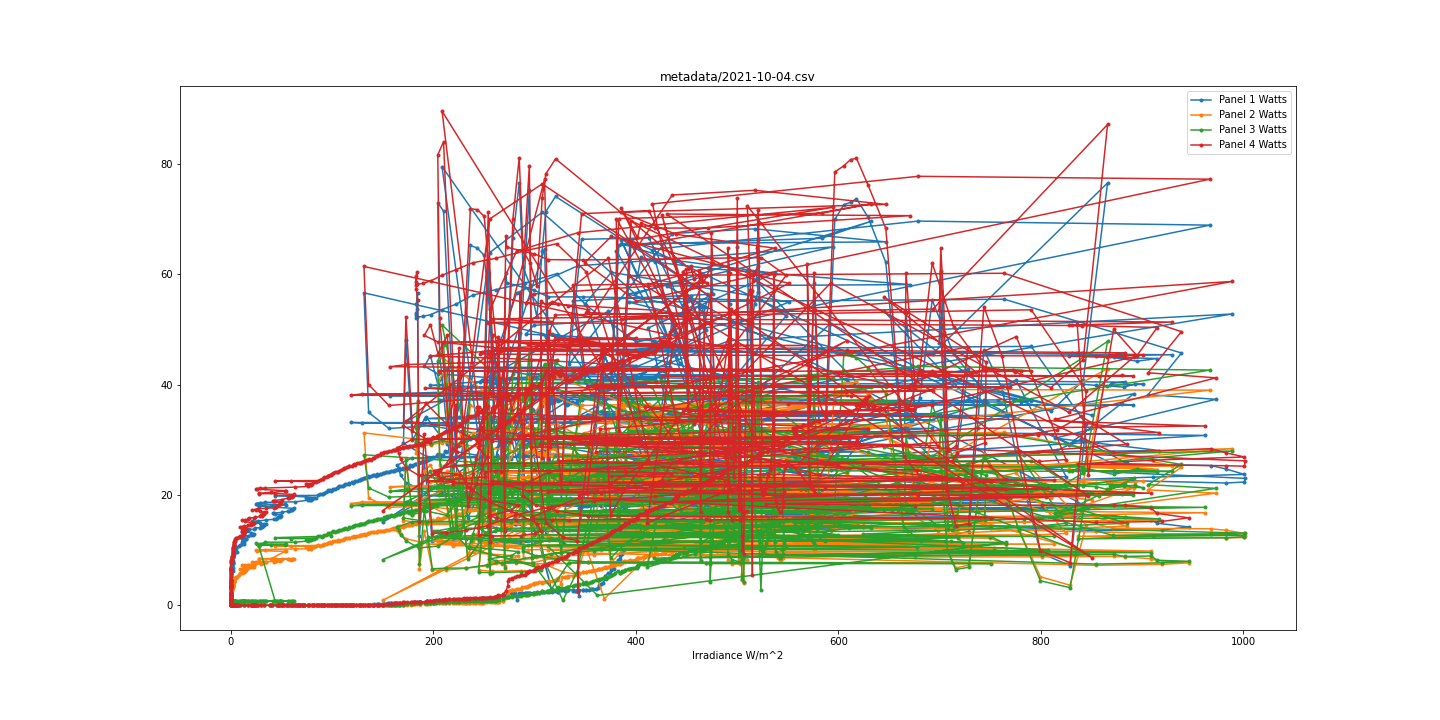 metadata/2021-10-04.csv
Panel 1 Watts
Panel 2 Watts
Panel 3 Watts
Panel 4 Watts
80
60
40
20
0
0 200 400 600 800 1000
Irradiance W/m^2